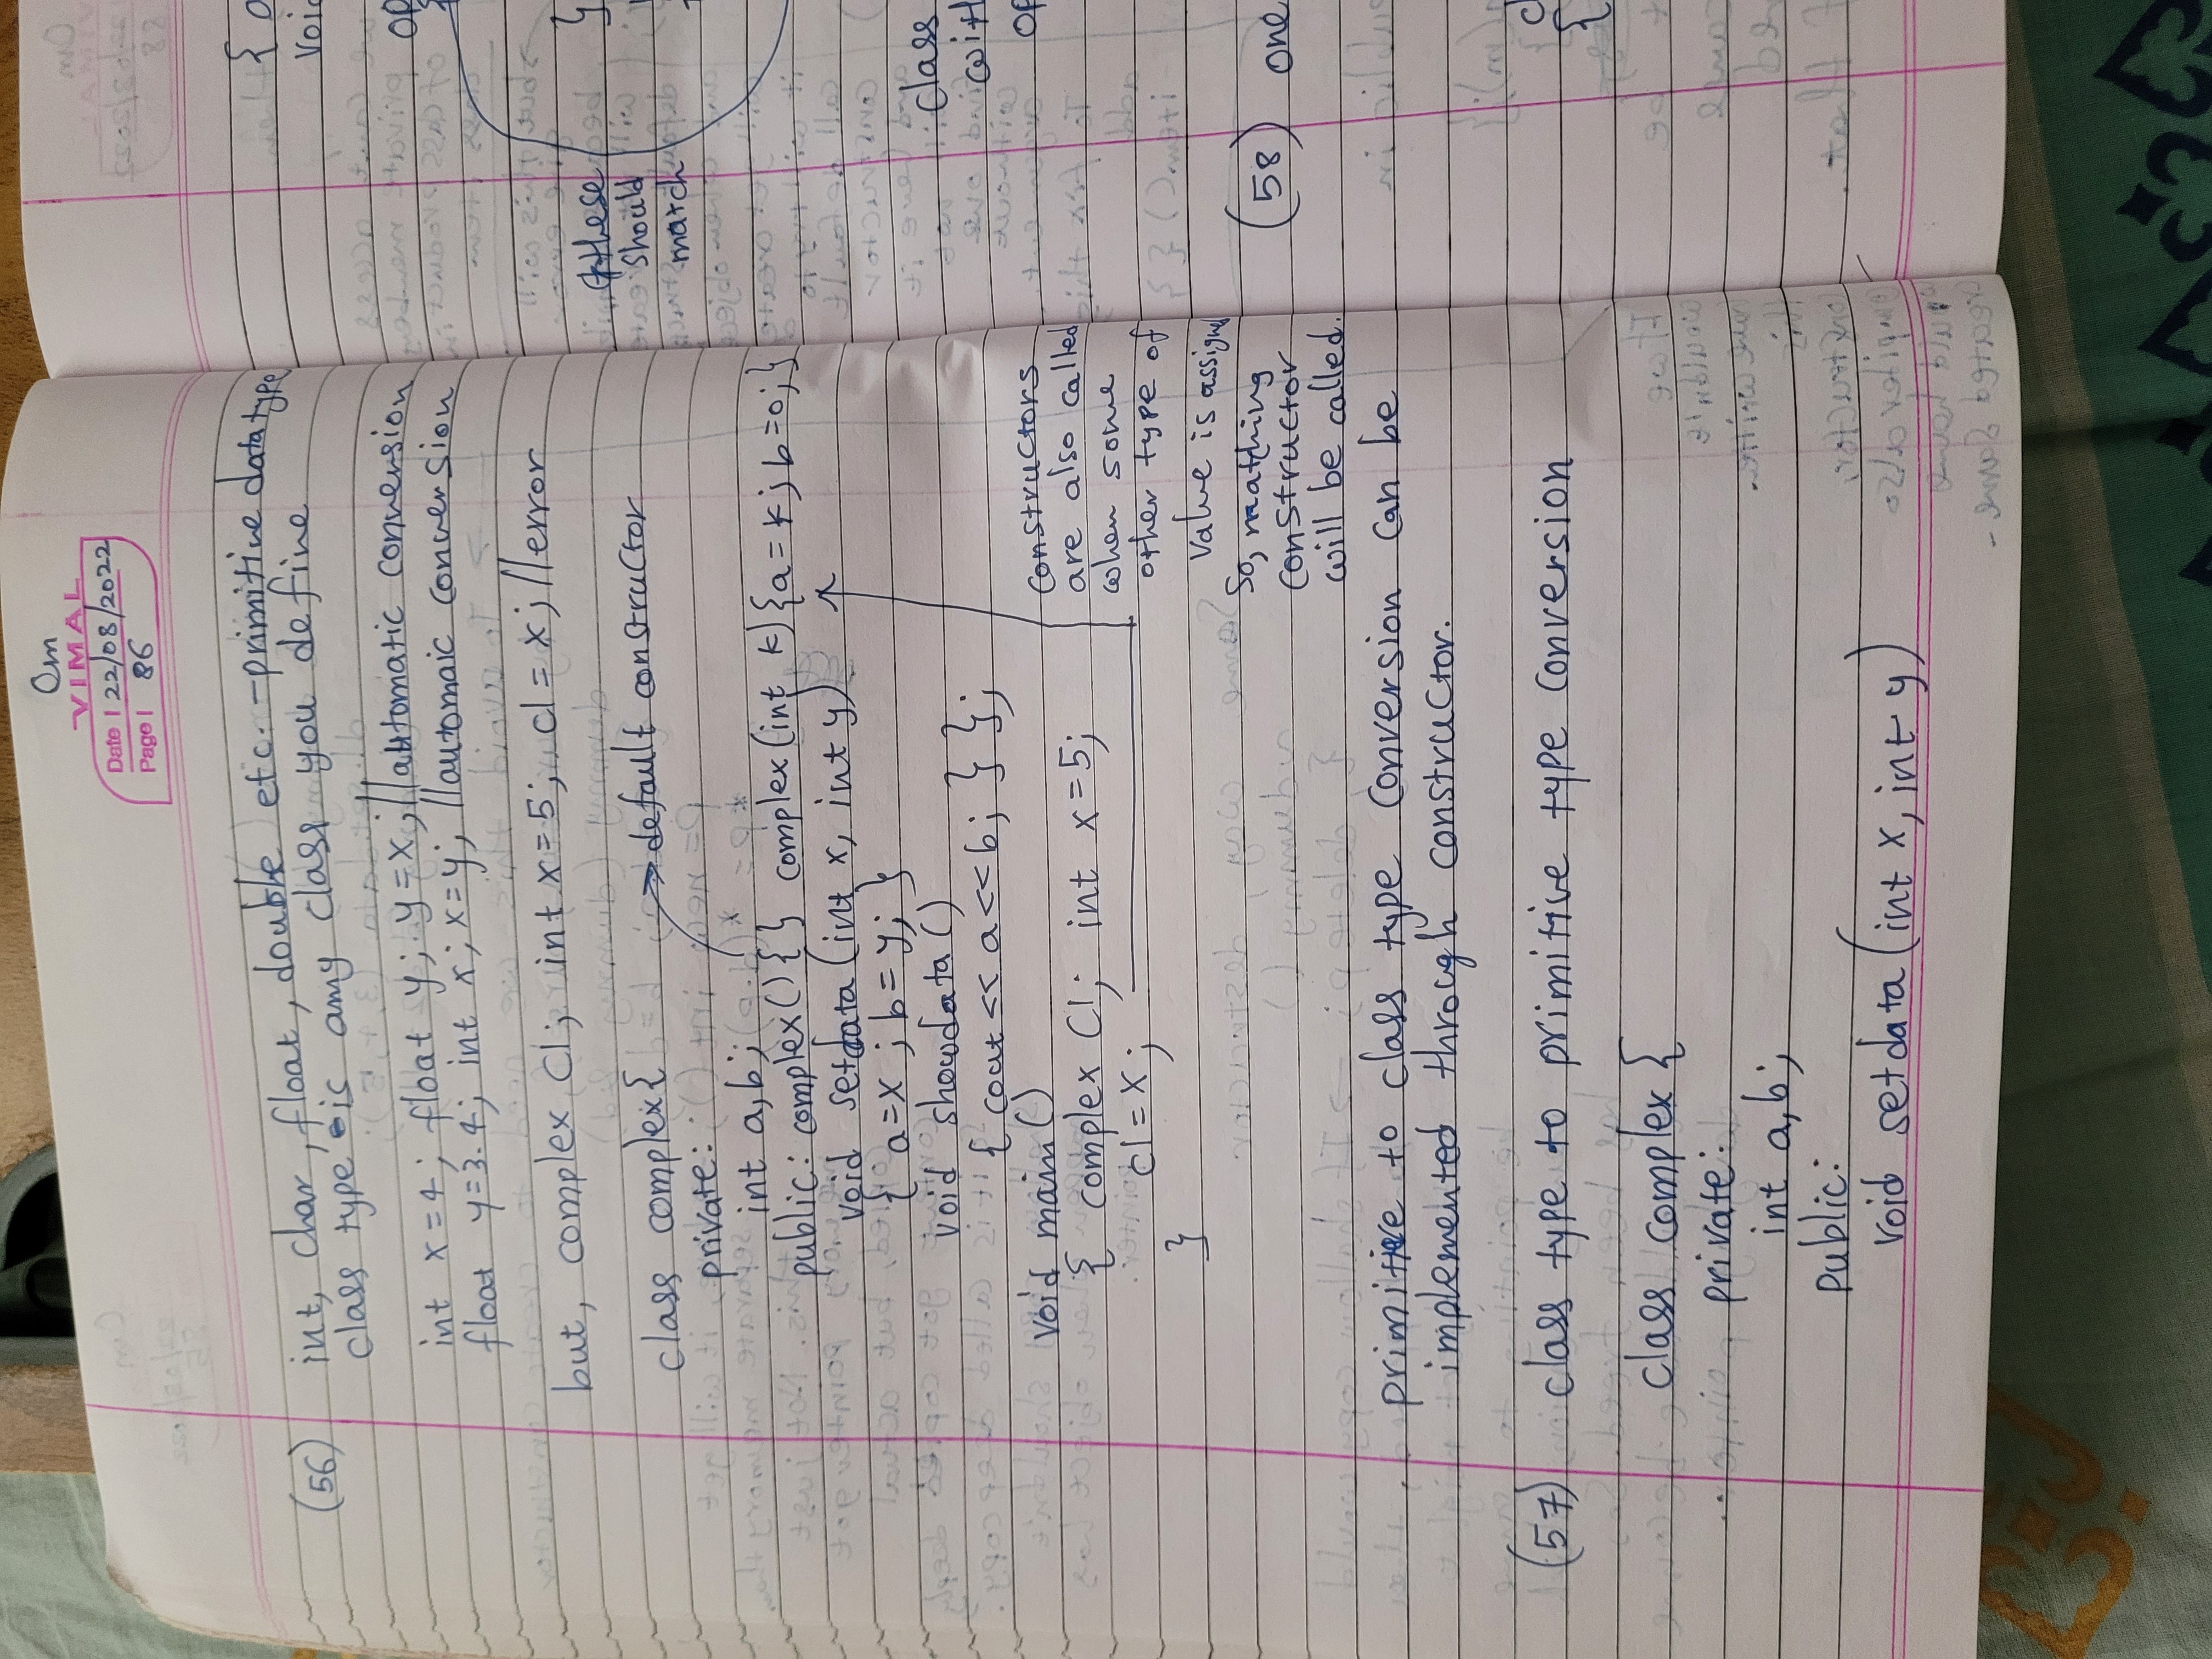 Om
VIMAL
Date | 22/08/2022
Page | 86
(56) int, char, float, double etc. - primitive datatype
class type is any class you define
int x=4; float y; y=x; //automatic conversion
float y=3.4; int x; x=y; //automaic conversion
but, complex C1; int x=5; c1 = x; //error
class complex{ → default constructor
private:
int a,b;
public: complex(){} complex(int k){a=k; b=0;}
void setdata (int x, int y)
{ a=x ; b=y; }
void showdata ()
{ cout << a<<b; } };
void main ()
{ complex C1; int x=5;
c1=x;
}
constructors
are also called
when some
other type of
value is assigned
So, matching
constructor
will be called.
primitive to class type conversion can be
implemented through constructor.
(57) class type to primitive type conversion
class complex {
private:
int a,b;
public:
void setdata (int x, int y)
{
void
these
should
match
}
class
(58) one
{